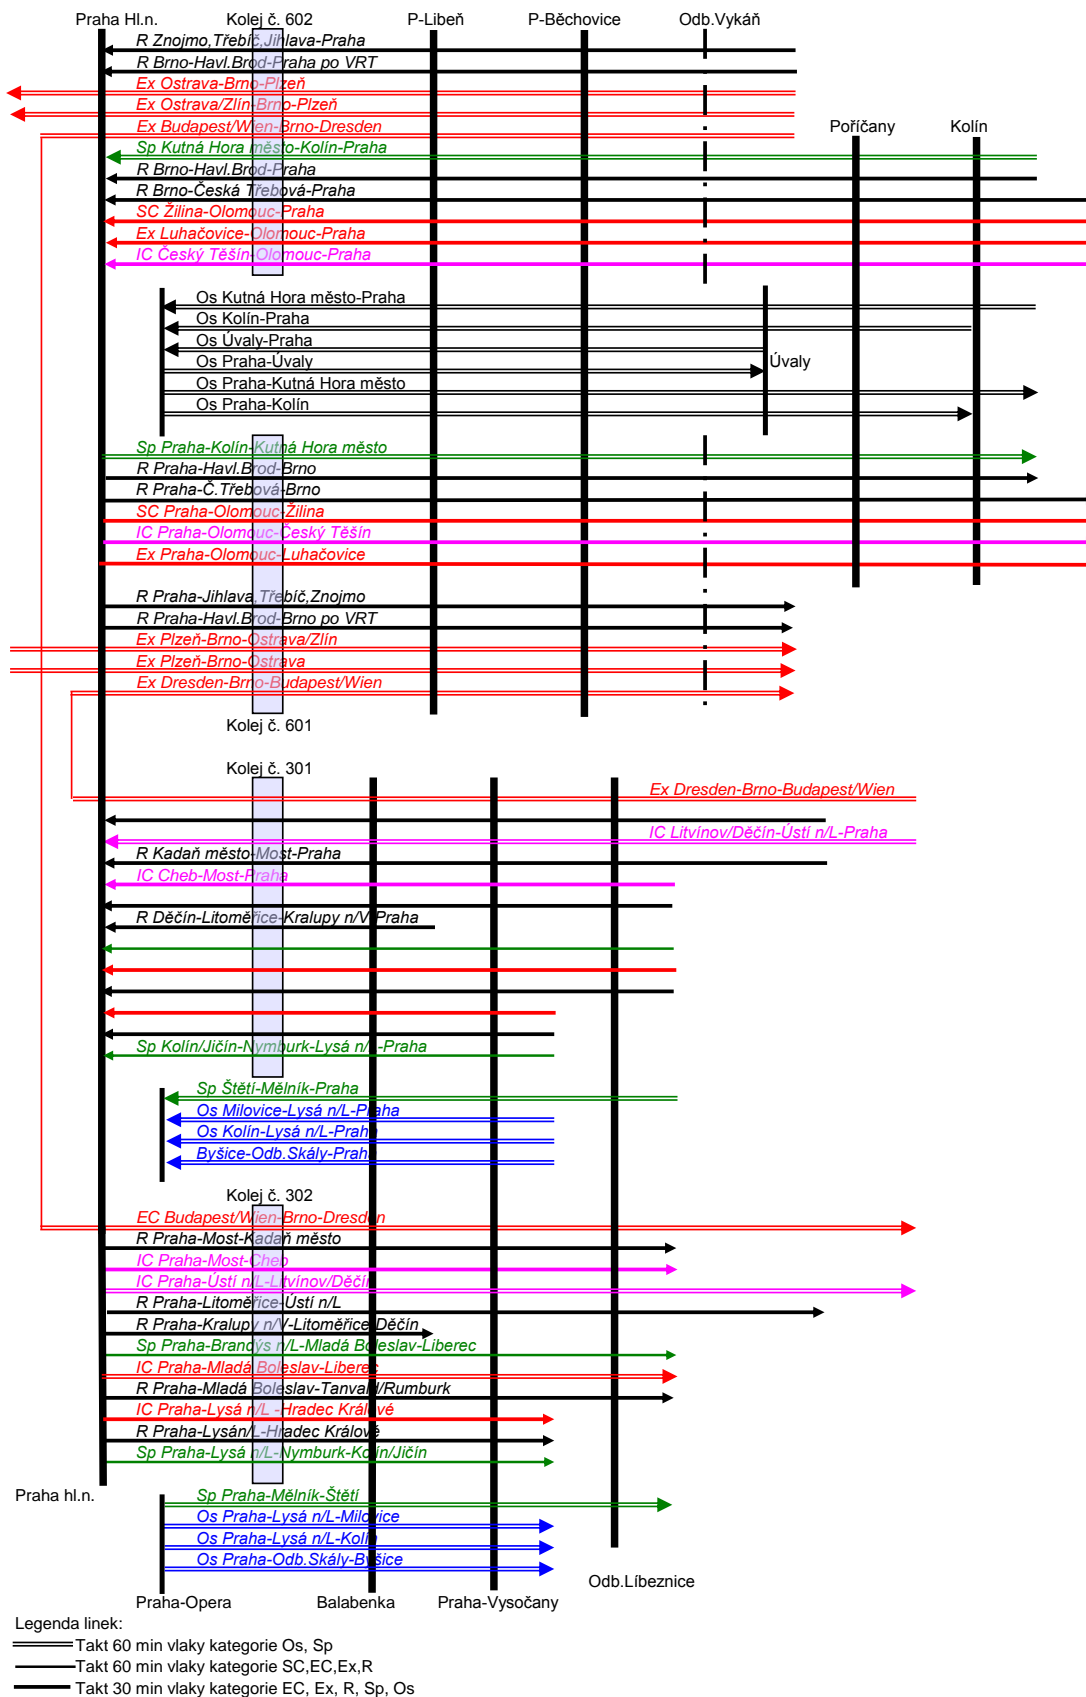 Praha Hl.n.
Kolej č. 602
P-Libeň
P-Běchovice
Odb.Vykáň
R Znojmo,Třebíč,Jihlava-Praha
R Brno-Havl.Brod-Praha po VRT
Ex Ostrava-Brno-Plzeň
Ex Ostrava/Zlín-Brno-Plzeň
Ex Budapest/Wien-Brno-Dresden
Poříčany
Kolín
Sp Kutná Hora město-Kolín-Praha
R Brno-Havl.Brod-Praha
R Brno-Česká Třebová-Praha
SC Žilina-Olomouc-Praha
Ex Luhačovice-Olomouc-Praha
IC Český Těšín-Olomouc-Praha
Os Kutná Hora město-Praha
Os Kolín-Praha
Os Úvaly-Praha
Os Praha-Úvaly
Úvaly
Os Praha-Kutná Hora město
Os Praha-Kolín
Sp Praha-Kolín-Kutná Hora město
R Praha-Havl.Brod-Brno
R Praha-Č.Třebová-Brno
SC Praha-Olomouc-Žilina
IC Praha-Olomouc-Český Těšín
Ex Praha-Olomouc-Luhačovice
R Praha-Jihlava,Třebíč,Znojmo
R Praha-Havl.Brod-Brno po VRT
Ex Plzeň-Brno-Ostrava/Zlín
Ex Plzeň-Brno-Ostrava
Ex Dresden-Brno-Budapest/Wien
Kolej č. 601
Kolej č. 301
Ex Dresden-Brno-Budapest/Wien
IC Litvínov/Děčín-Ústí n/L-Praha
R Kadaň město-Most-Praha
IC Cheb-Most-Praha
R Děčín-Litoměřice-Kralupy n/V-Praha
Sp Kolín/Jičín-Nymburk-Lysá n/L-Praha
Sp Štětí-Mělník-Praha
Os Milovice-Lysá n/L-Praha
Os Kolín-Lysá n/L-Praha
Byšice-Odb.Skály-Praha
Kolej č. 302
EC Budapest/Wien-Brno-Dresden
R Praha-Most-Kadaň město
IC Praha-Most-Cheb
IC Praha-Ústí n/L-Litvínov/Děčín
R Praha-Litoměřice-Ústí n/L
R Praha-Kralupy n/V-Litoměřice Děčín
Sp Praha-Brandýs n/L-Mladá Boleslav-Liberec
IC Praha-Mladá Boleslav-Liberec
R Praha-Mladá Boleslav-Tanvald/Rumburk
IC Praha-Lysá n/L -Hradec Králové
R Praha-Lysán/L-Hradec Králové
Sp Praha-Lysá n/L-Nymburk-Kolín/Jičín
Praha hl.n.
Sp Praha-Mělník-Štětí
Os Praha-Lysá n/L-Milovice
Os Praha-Lysá n/L-Kolín
Os Praha-Odb.Skály-Byšice
Odb.Líbeznice
Praha-Opera
Balabenka
Praha-Vysočany
Legenda linek:
Takt 60 min vlaky kategorie Os, Sp
Takt 60 min vlaky kategorie SC,EC,Ex,R
Takt 30 min vlaky kategorie EC, Ex, R, Sp, Os